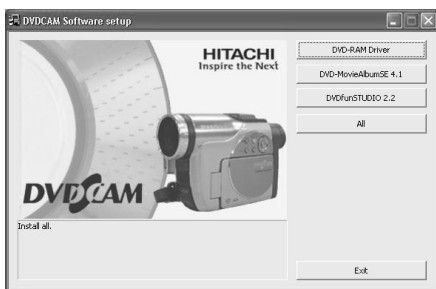 DVDCAM Software setup
HITACHI
Inspire the Next
DVDCAM
Install all.
DVD-RAM Driver
DVD-MovieAlbumSE 4.1
DVDfunSTUDIO 2.2
All
Exit